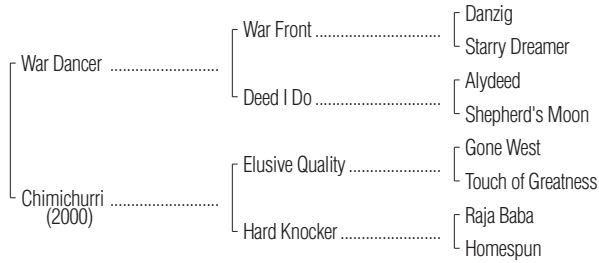 Danzig
War Front
Starry Dreamer
War Dancer
Alydeed
Deed I Do
Shepherd's Moon
Gone West
Elusive Quality
Touch of Greatness
Chimichurri
(2000)
Raja Baba
Hard Knocker
Homespun